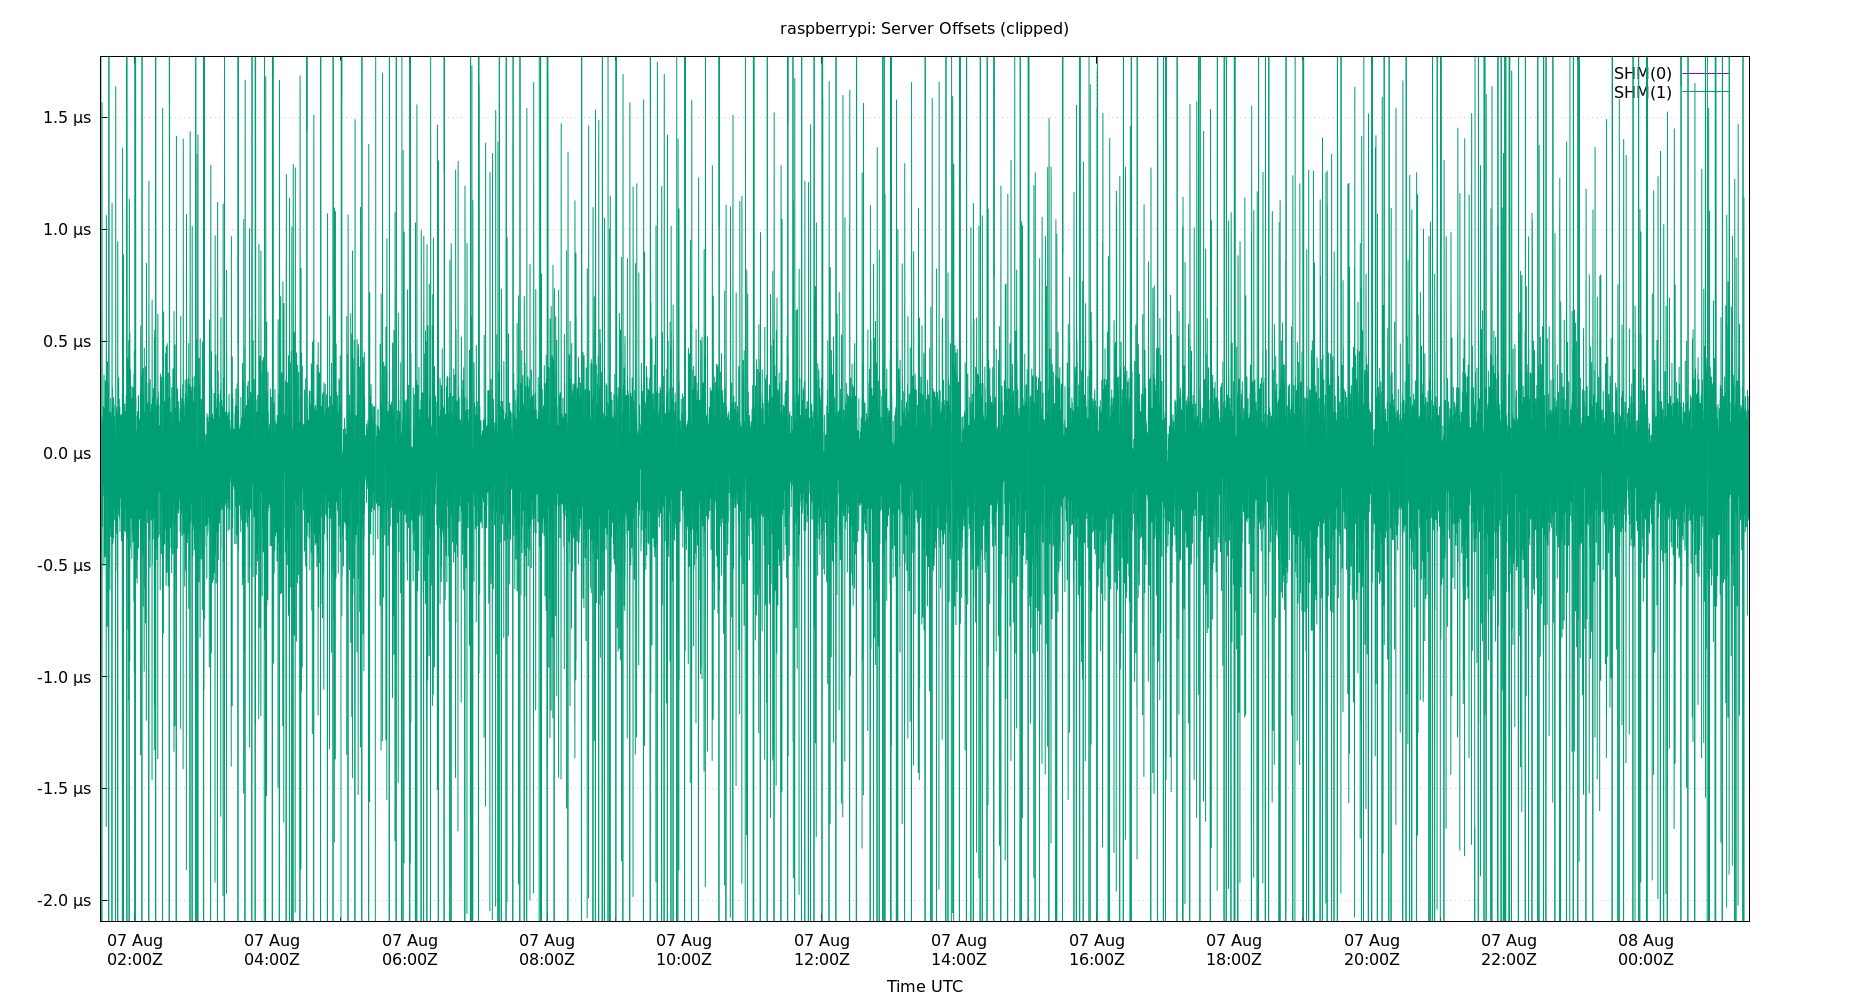 raspberrypi: Server Offsets (clipped)
SHM(0)
SHM(1)
1.5 µs
1.0 µs
0.5 µs
0.0 µs
-0.5 µs
-1.0 µs
-1.5 µs
-2.0 µs
07 Aug 07 Aug 07 Aug 07 Aug 07 Aug 07 Aug 07 Aug 07 Aug 07 Aug 07 Aug 07 Aug 08 Aug
02:00Z 04:00Z 06:00Z 08:00Z 10:00Z 12:00Z 14:00Z 16:00Z 18:00Z 20:00Z 22:00Z 00:00Z
Time UTC